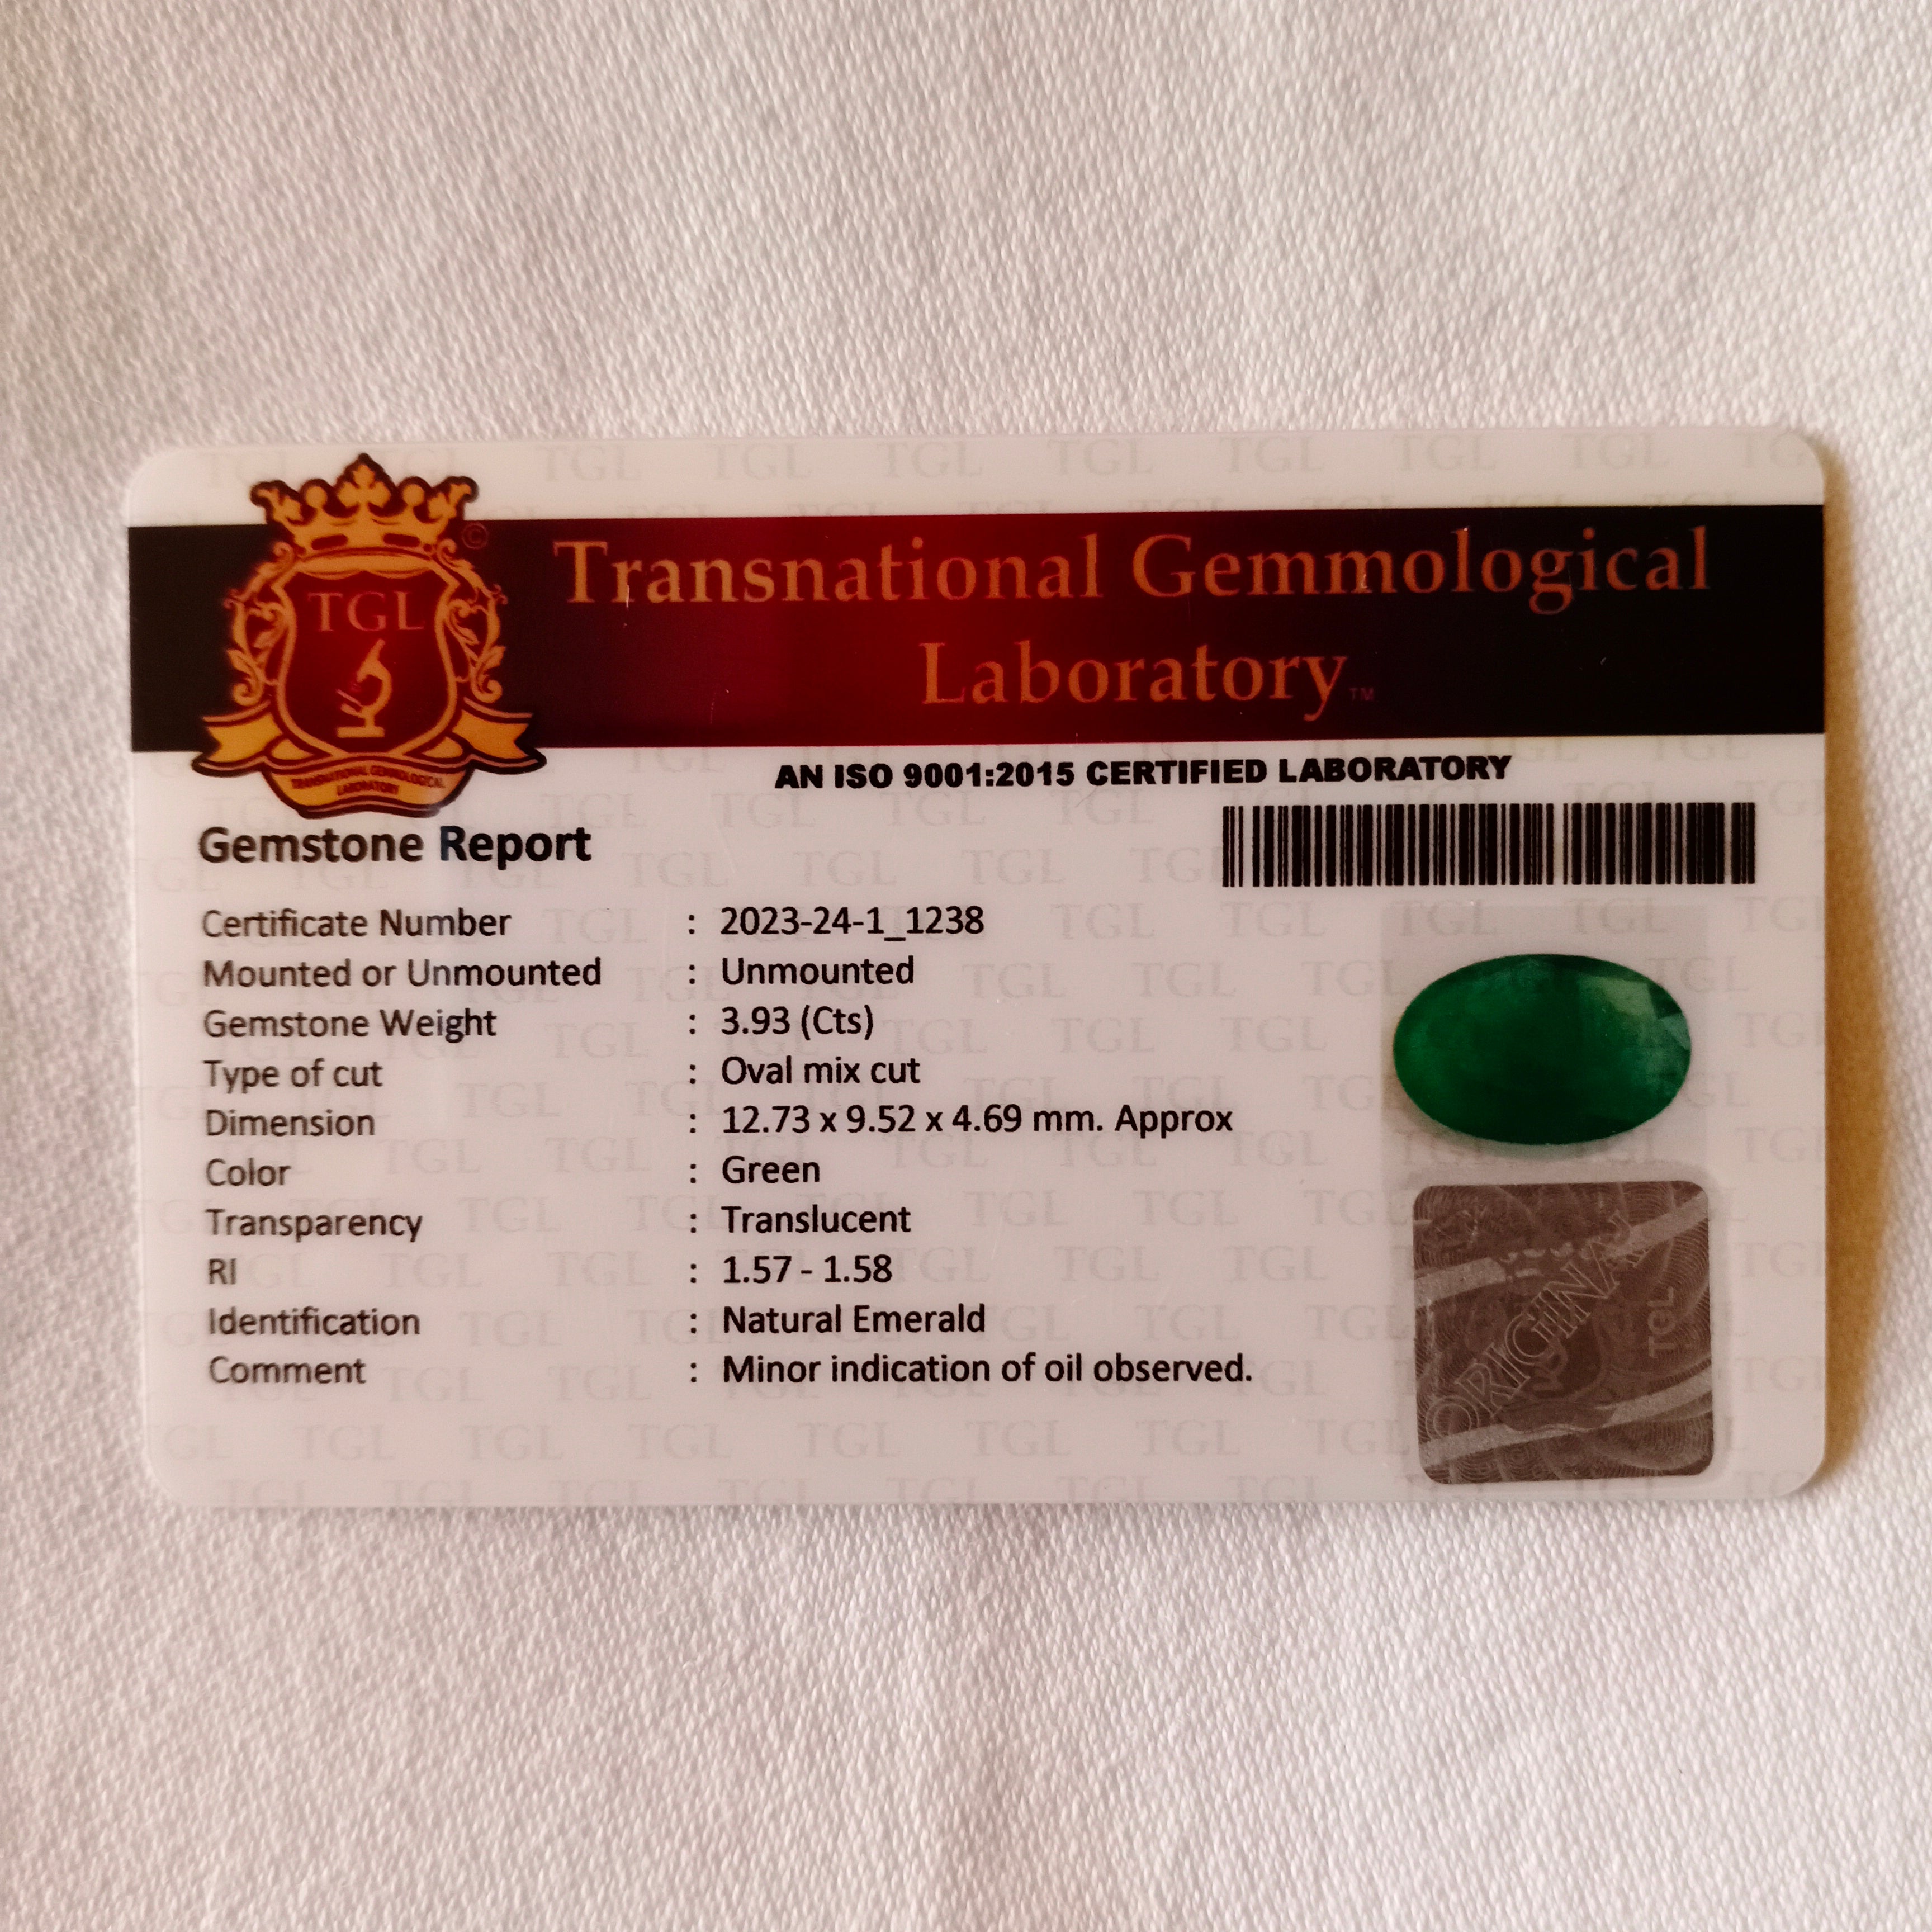 TGL
©
TRANSNATIONAL GEMMOLOGICAL
LABORATORY
Transnational Gemmological
Laboratory™
AN ISO 9001:2015 CERTIFIED LABORATORY
Gemstone Report
Certificate Number : 2023-24-1_1238
Mounted or Unmounted : Unmounted
Gemstone Weight : 3.93 (Cts)
Type of cut : Oval mix cut
Dimension : 12.73 x 9.52 x 4.69 mm. Approx
Color : Green
Transparency : Translucent
RI : 1.57 - 1.58
Identification : Natural Emerald
Comment : Minor indication of oil observed.
ORIGINAL
TGL